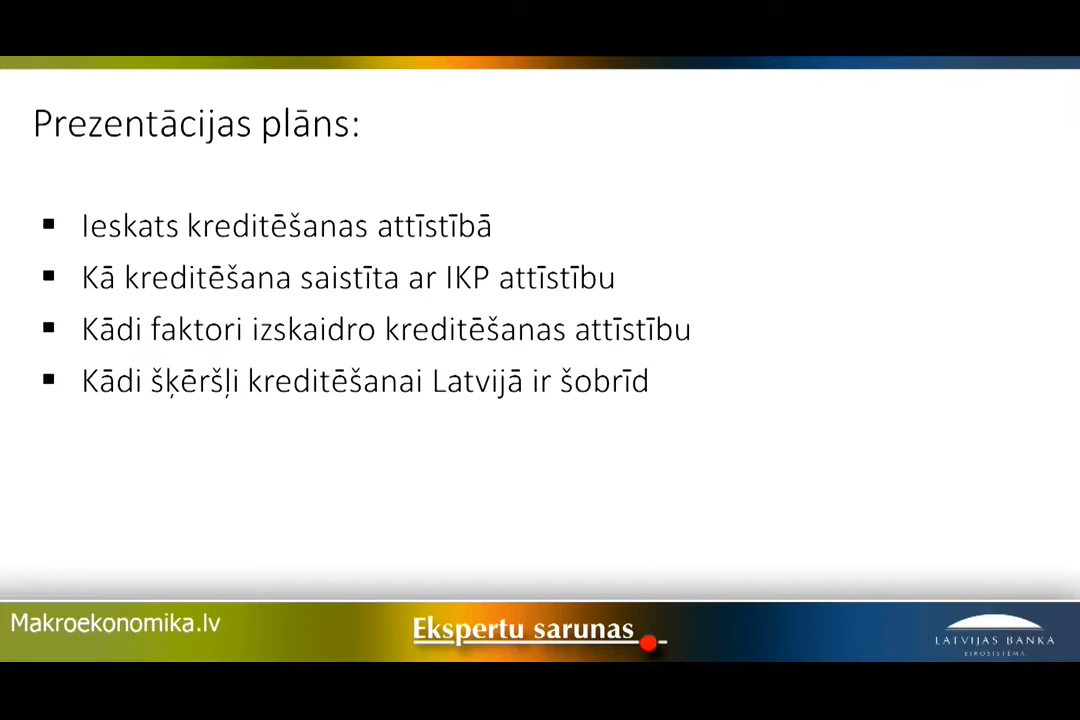 Prezentācijas plāns:
▪ Ieskats kreditēšanas attīstībā
▪ Kā kreditēšana saistīta ar IKP attīstību
▪ Kādi faktori izskaidro kreditēšanas attīstību
▪ Kādi šķēršļi kreditēšanai Latvijā ir šobrīd
Makroekonomika.lv
Ekspertu sarunas
LATVIJAS BANKA
EIROSISTĒMA